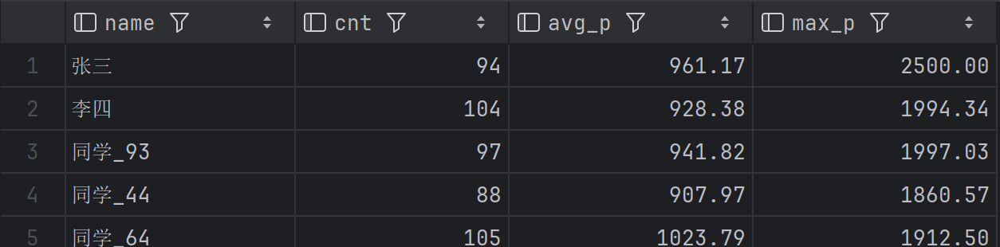 name cnt avg_p max_p
1 张三 94 961.17 2500.00
2 李四 104 928.38 1994.34
3 同学_93 97 941.82 1997.03
4 同学_44 88 907.97 1860.57
5 同学_64 105 1023.79 1912.50